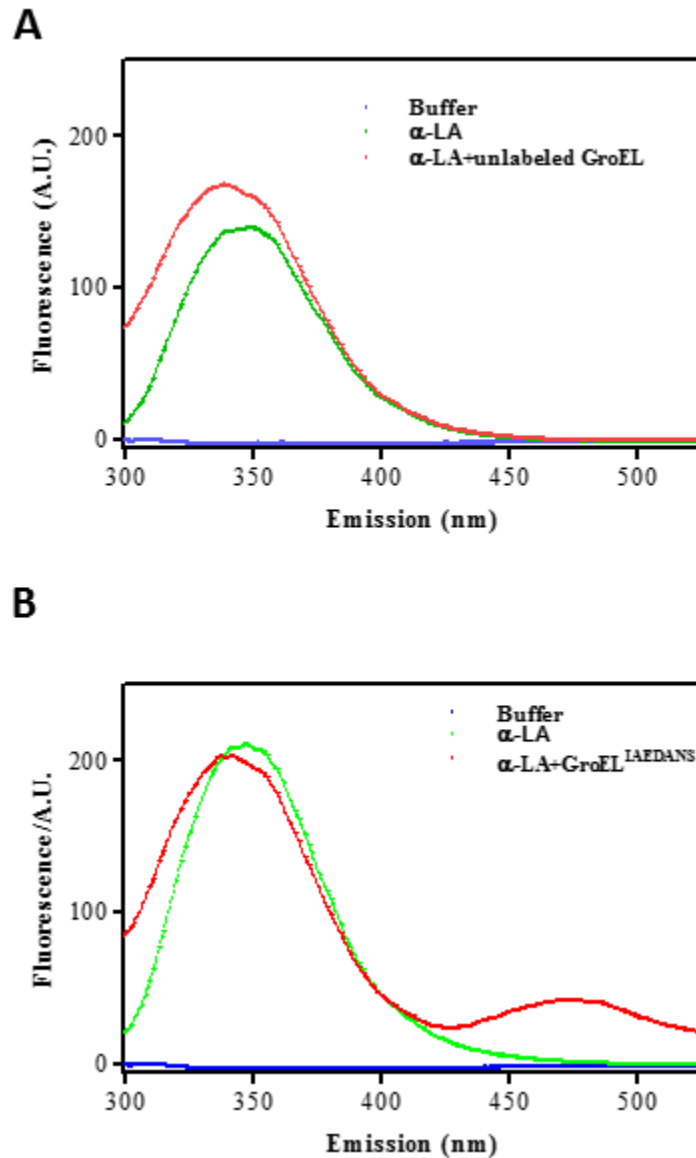 A
Fluorescence (A.U.)
200
100
0
Buffer
α-LA
α-LA+unlabeled GroEL
300 350 400 450 500
Emission (nm)
B
Fluorescence/A.U.
200
100
0
Buffer
α-LA
α-LA+GroEL^IAEDANS
300 350 400 450 500
Emission (nm)